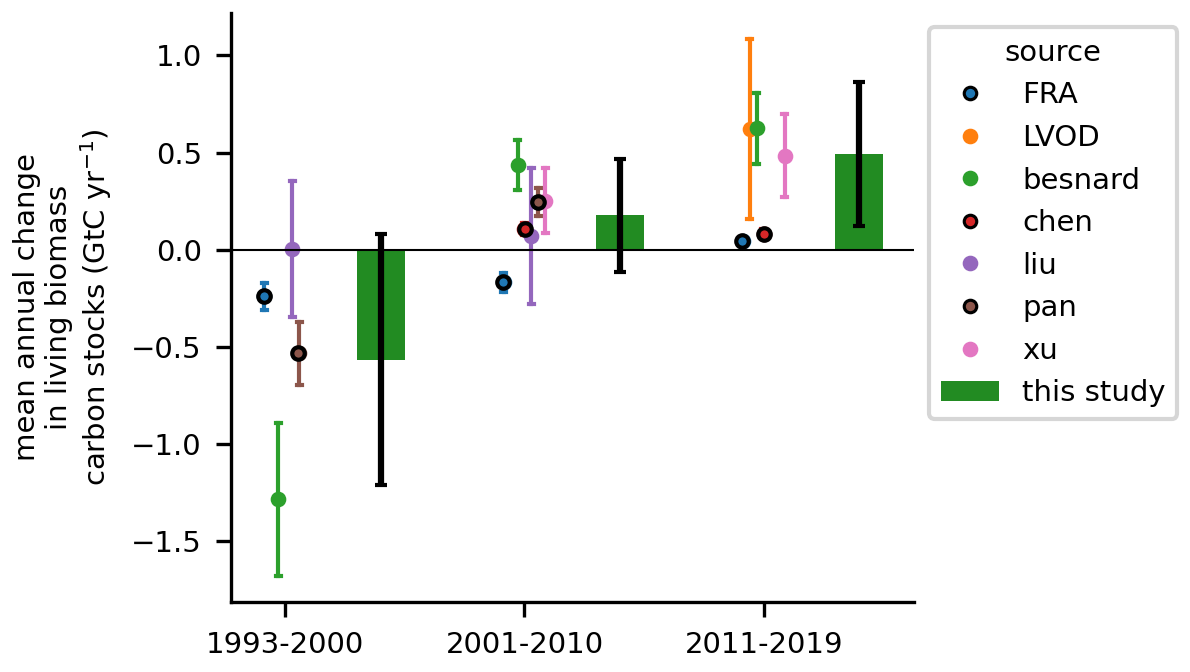 mean annual change
in living biomass
carbon stocks (GtC yr⁻¹)
1.0
0.5
0.0
−0.5
−1.0
−1.5
1993-2000
2001-2010
2011-2019
source
FRA
LVOD
besnard
chen
liu
pan
xu
this study